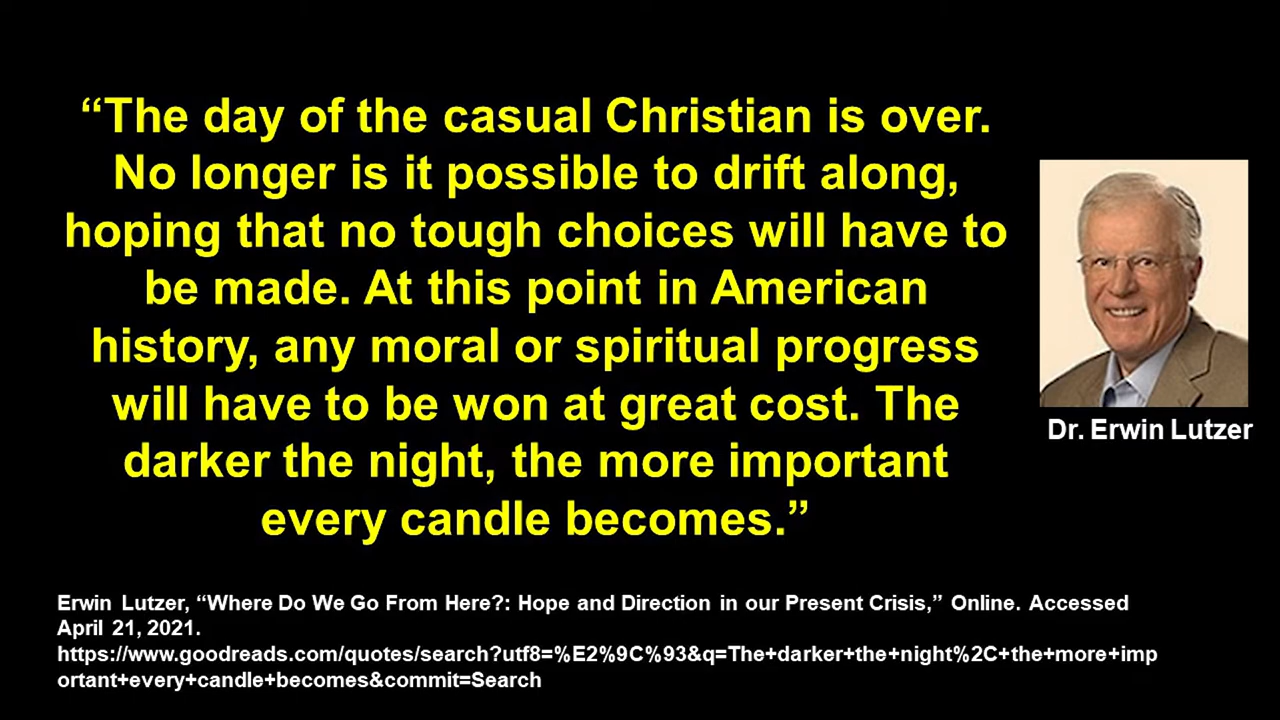 “The day of the casual Christian is over.
No longer is it possible to drift along,
hoping that no tough choices will have to
be made. At this point in American
history, any moral or spiritual progress
will have to be won at great cost. The
darker the night, the more important
every candle becomes.”
Dr. Erwin Lutzer
Erwin Lutzer, “Where Do We Go From Here?: Hope and Direction in our Present Crisis,” Online. Accessed
April 21, 2021.
https://www.goodreads.com/quotes/search?utf8=%E2%9C%93&q=The+darker+the+night%2C+the+more+imp
ortant+every+candle+becomes&commit=Search